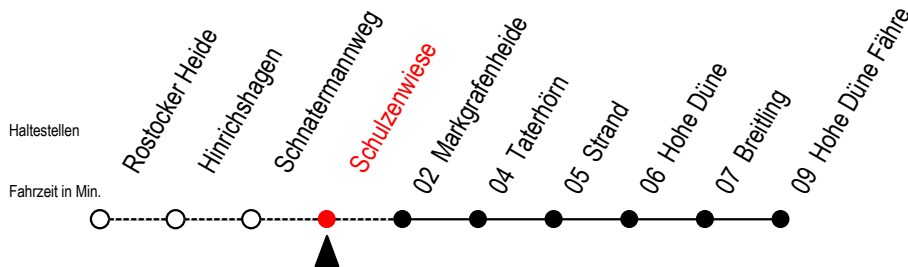 Haltestellen
Fahrzeit in Min.
Rostocker Heide
Hinrichshagen
Schnatermannweg
Schulzenwiese
02 Markgrafenheide
04 Taterhörn
05 Strand
06 Hohe Düne
07 Breitling
09 Hohe Düne Fähre